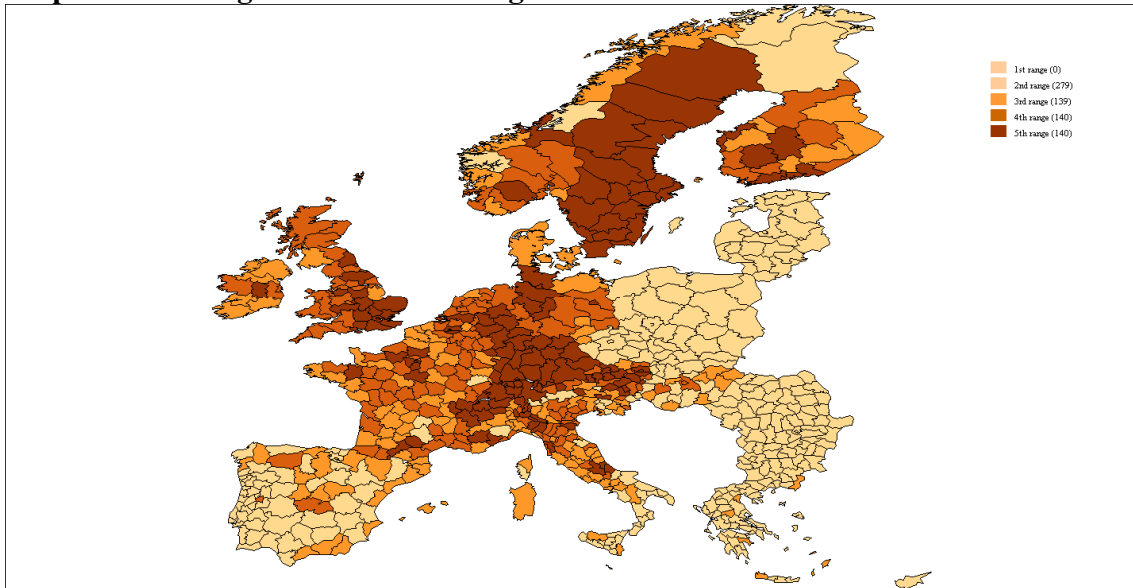 1st range (0)
2nd range (279)
3rd range (139)
4th range (140)
5th range (140)